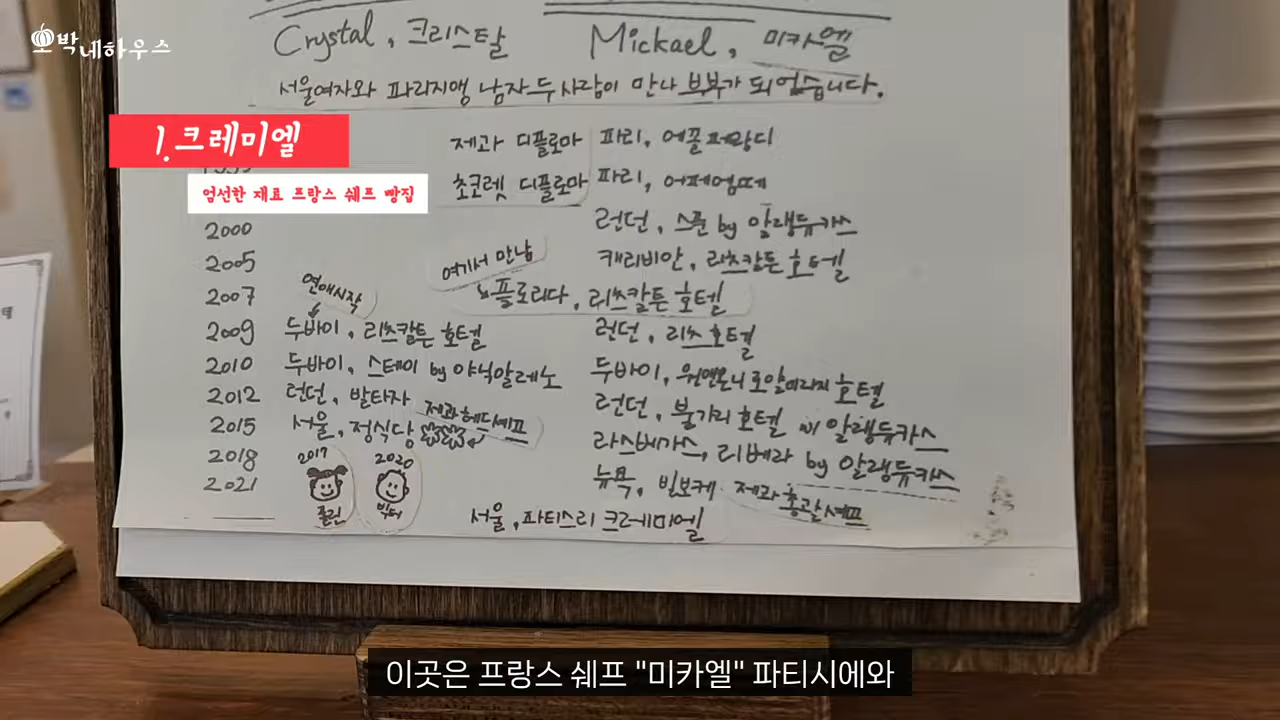 호박네하우스
Crystal, 크리스탈 Mickael, 미카엘
서울여자와 파리지앵 남자 두 사람이 만나 부부가 되었습니다.
1. 크레미엘
엄선한 재료 프랑스 쉐프 빵집
제과 디플로마 파리, 에꼴페랑디
초코렛 디플로마 파리,
2000 런던, 스푼 by 알랭듀카스
2005 캐리비안, 리츠칼튼 호텔
여기서 만남
2007 연애시작 플로리다, 리츠칼튼 호텔
2009 두바이, 리츠칼튼 호텔 런던, 리츠 호텔
2010 두바이, 스테이 by 야닉알레노 두바이, 원앤온니 로얄미라지 호텔
2012 런던, 발타자 런던, 불가리 호텔 알랭듀카스
2015 서울, 정식당 제과헤드셰프 라스베가스, 리베라 by 알랭듀카스
2018 2017 2020 뉴욕, 빌보케 제과총괄셰프
2021 졸린 빅터
서울, 파티스리 크레미엘
이곳은 프랑스 쉐프 "미카엘" 파티시에와